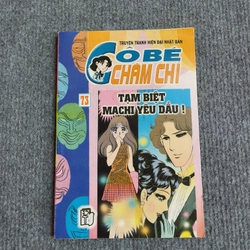 TRUYỆN TRANH HIỆN ĐẠI NHẬT BẢN
CÔ BÉ
CHĂM CHỈ
73
TẠM BIỆT
MACHI YÊU DẤU !